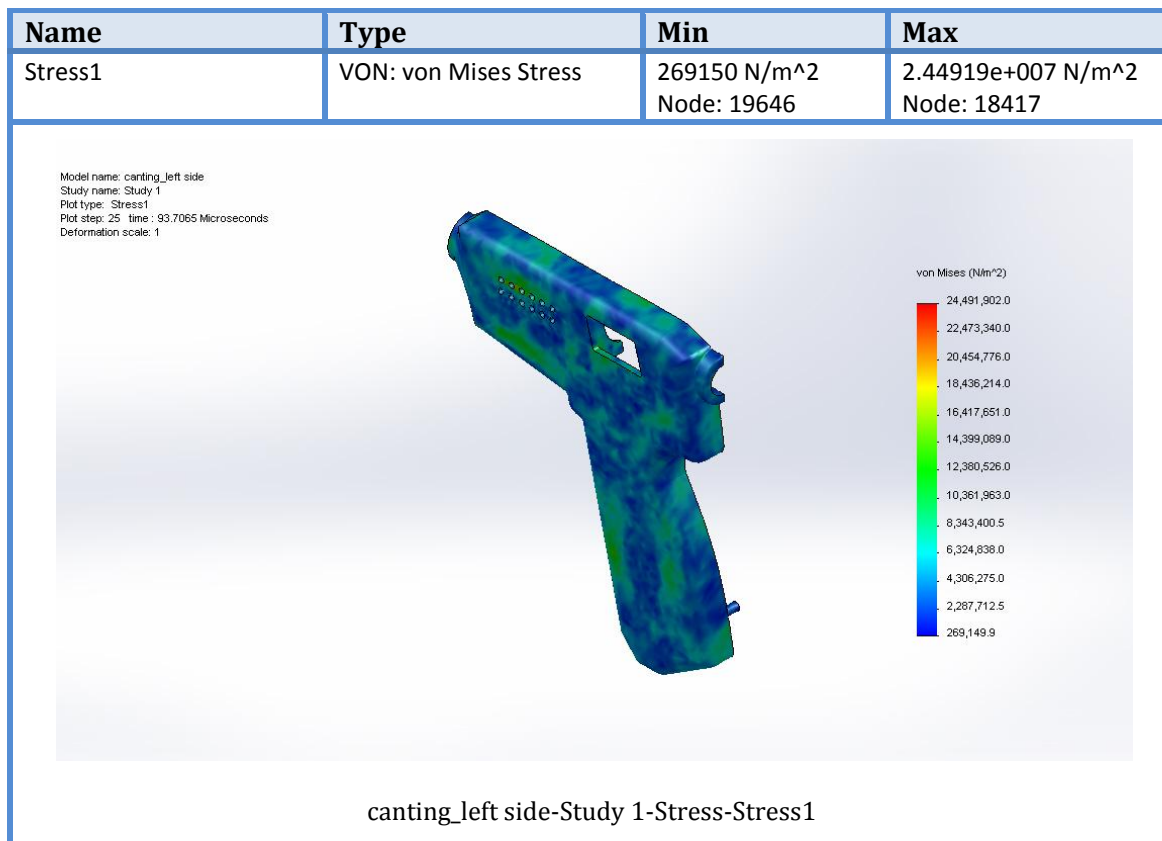 Name Type Min Max
Stress1 VON: von Mises Stress 269150 N/m^2 2.44919e+007 N/m^2
Node: 19646 Node: 18417
Model name: canting_left side
Study name: Study 1
Plot type: Stress1
Plot step: 25 time : 93.7065 Microseconds
Deformation scale: 1
von Mises (N/m^2)
24,491,902.0
22,473,340.0
20,454,776.0
18,436,214.0
16,417,651.0
14,399,089.0
12,380,526.0
10,361,963.0
8,343,400.5
6,324,838.0
4,306,275.0
2,287,712.5
269,149.9
canting_left side-Study 1-Stress-Stress1